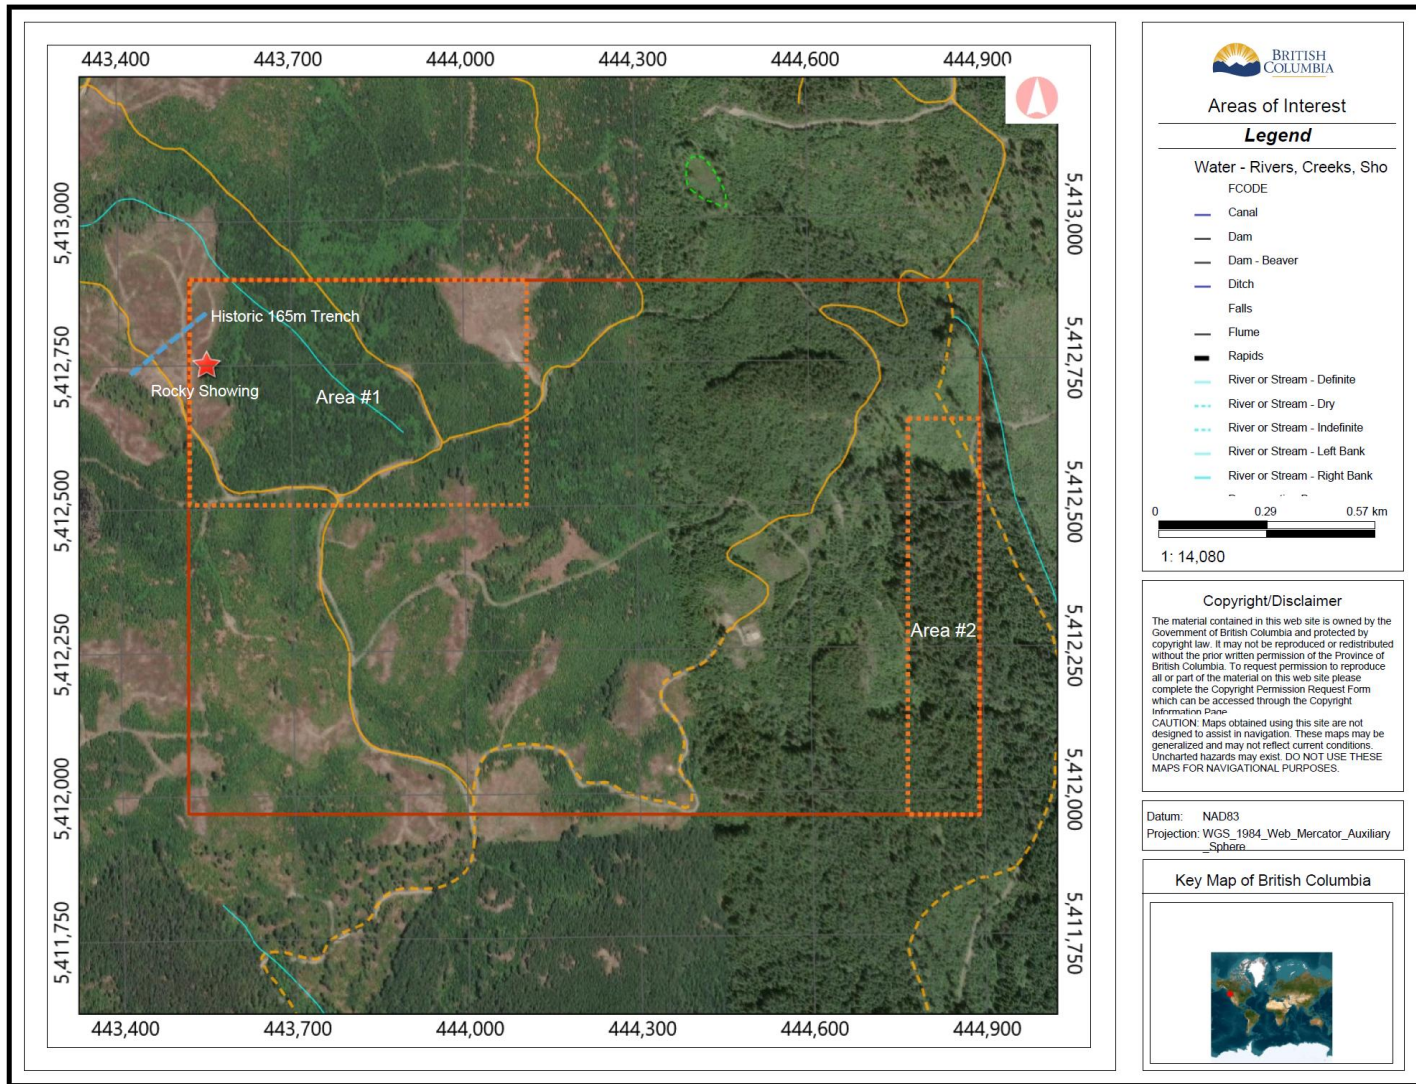 443,400 443,700 444,000 444,300 444,600 444,900
5,413,000
5,412,750
5,412,500
5,412,250
5,412,000
5,411,750
Historic 165m Trench
Rocky Showing
Area #1
Area #2
5,413,000
5,412,750
5,412,500
5,412,250
5,412,000
5,411,750
443,400 443,700 444,000 444,300 444,600 444,900
BRITISH
COLUMBIA
Areas of Interest
Legend
Water - Rivers, Creeks, Sho
FCODE
Canal
Dam
Dam - Beaver
Ditch
Falls
Flume
Rapids
River or Stream - Definite
River or Stream - Dry
River or Stream - Indefinite
River or Stream - Left Bank
River or Stream - Right Bank
0 0.29 0.57 km
1: 14,080
Copyright/Disclaimer
The material contained in this web site is owned by the
Government of British Columbia and protected by
copyright law. It may not be reproduced or redistributed
without the prior written permission of the Province of
British Columbia. To request permission to reproduce
all or part of the material on this web site please
complete the Copyright Permission Request Form
which can be accessed through the Copyright
Information Page.
CAUTION: Maps obtained using this site are not
designed to assist in navigation. These maps may be
generalized and may not reflect current conditions.
Uncharted hazards may exist. DO NOT USE THESE
MAPS FOR NAVIGATIONAL PURPOSES.
Datum: NAD83
Projection: WGS_1984_Web_Mercator_Auxiliary
_Sphere
Key Map of British Columbia